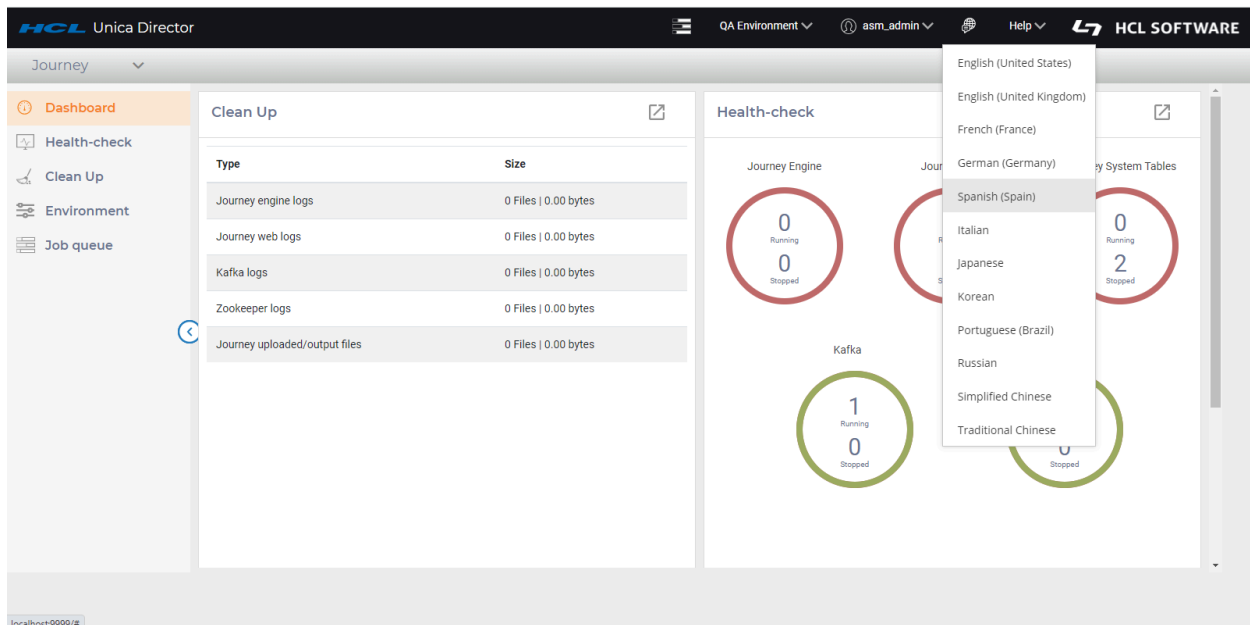 HCL Unica Director
QA Environment
asm_admin
Help
HCL SOFTWARE
Journey
Dashboard
Health-check
Clean Up
Environment
Job queue
Clean Up
Type Size
Journey engine logs 0 Files | 0.00 bytes
Journey web logs 0 Files | 0.00 bytes
Kafka logs 0 Files | 0.00 bytes
Zookeeper logs 0 Files | 0.00 bytes
Journey uploaded/output files 0 Files | 0.00 bytes
Health-check
Journey Engine
0
Running
0
Stopped
Jour
R
S
ey System Tables
0
Running
2
Stopped
Kafka
1
Running
0
Stopped
0
Stopped
English (United States)
English (United Kingdom)
French (France)
German (Germany)
Spanish (Spain)
Italian
Japanese
Korean
Portuguese (Brazil)
Russian
Simplified Chinese
Traditional Chinese
localhost:9999/#